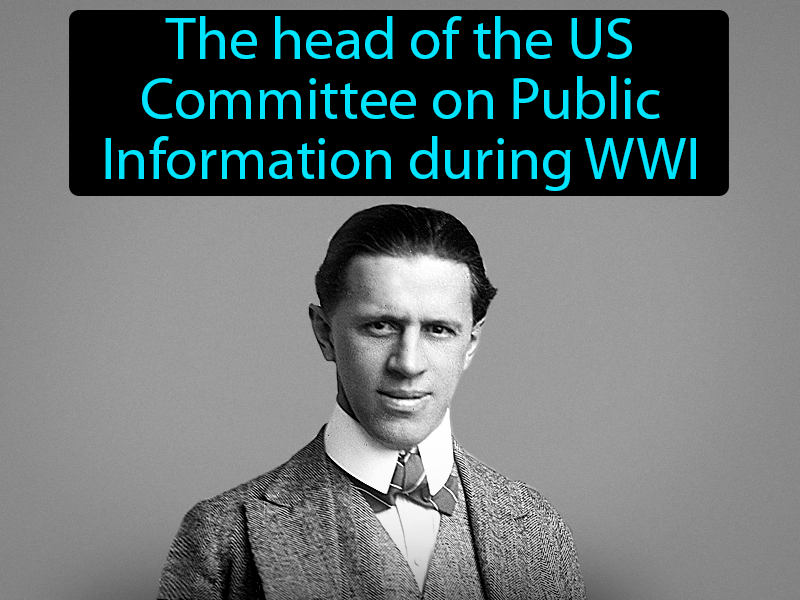 The head of the US
Committee on Public
Information during WWI